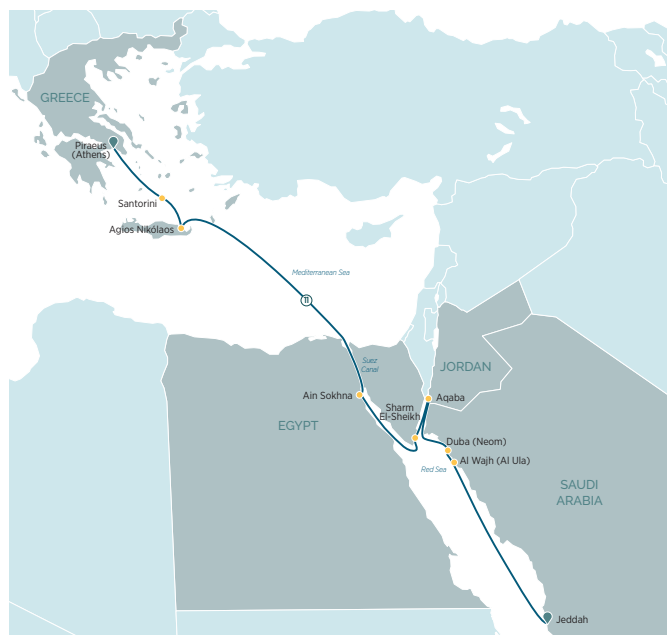 GREECE
Piraeus
(Athens)
Santorini
Agios Nikólaos
Mediterranean Sea
11
Suez
Canal
JORDAN
Ain Sokhna
Aqaba
Sharm
El-Sheikh
EGYPT
Duba (Neom)
Al Wajh (Al Ula)
Red Sea
SAUDI
ARABIA
Jeddah